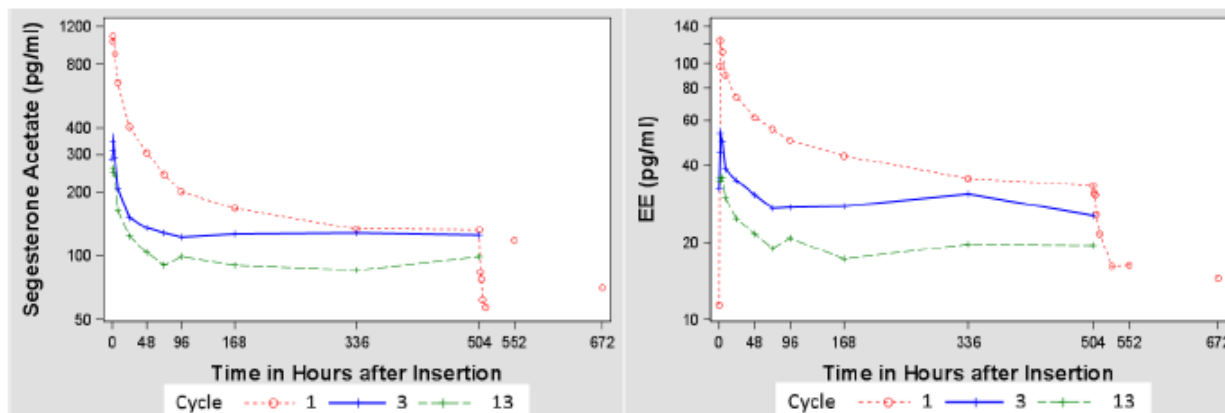 Segesterone Acetate (pg/ml)
1200
800
400
300
200
100
50
0 48 96 168 336 504 552 672
Time in Hours after Insertion
Cycle 1 3 13
EE (pg/ml)
140
100
80
60
40
20
10
0 48 96 168 336 504 552 672
Time in Hours after Insertion
Cycle 1 3 13